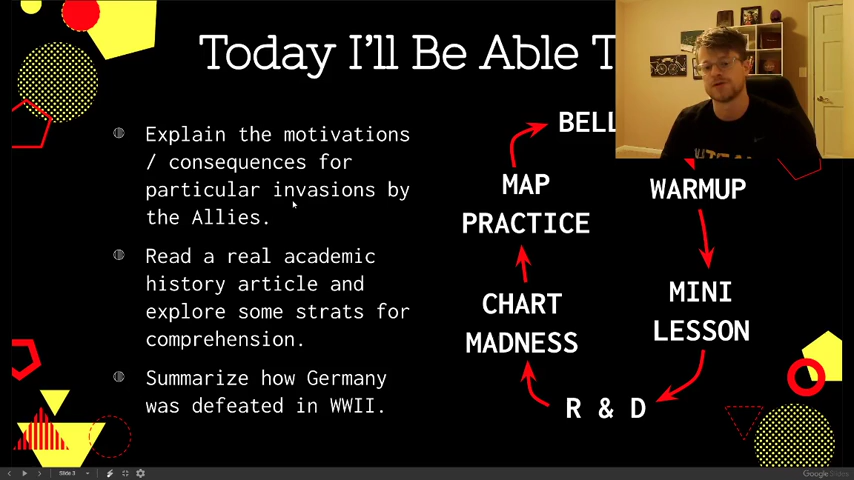 Today I'll Be Able T
Explain the motivations
/ consequences for
particular invasions by
the Allies.
Read a real academic
history article and
explore some strats for
comprehension.
Summarize how Germany
was defeated in WWII.
BELL
WARMUP
MINI
LESSON
R & D
CHART
MADNESS
MAP
PRACTICE
Slide 3
Google Slides